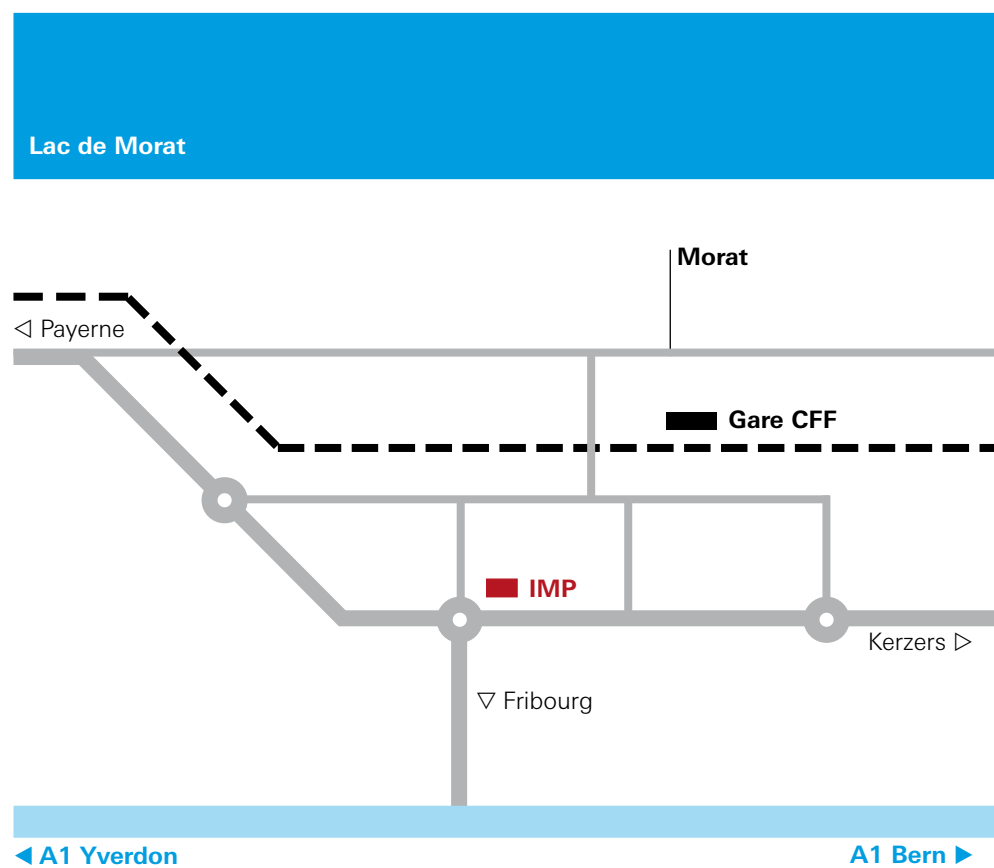 Lac de Morat
Morat
◁ Payerne
Gare CFF
IMP
Kerzers ▷
▽ Fribourg
◀ A1 Yverdon
A1 Bern ▶